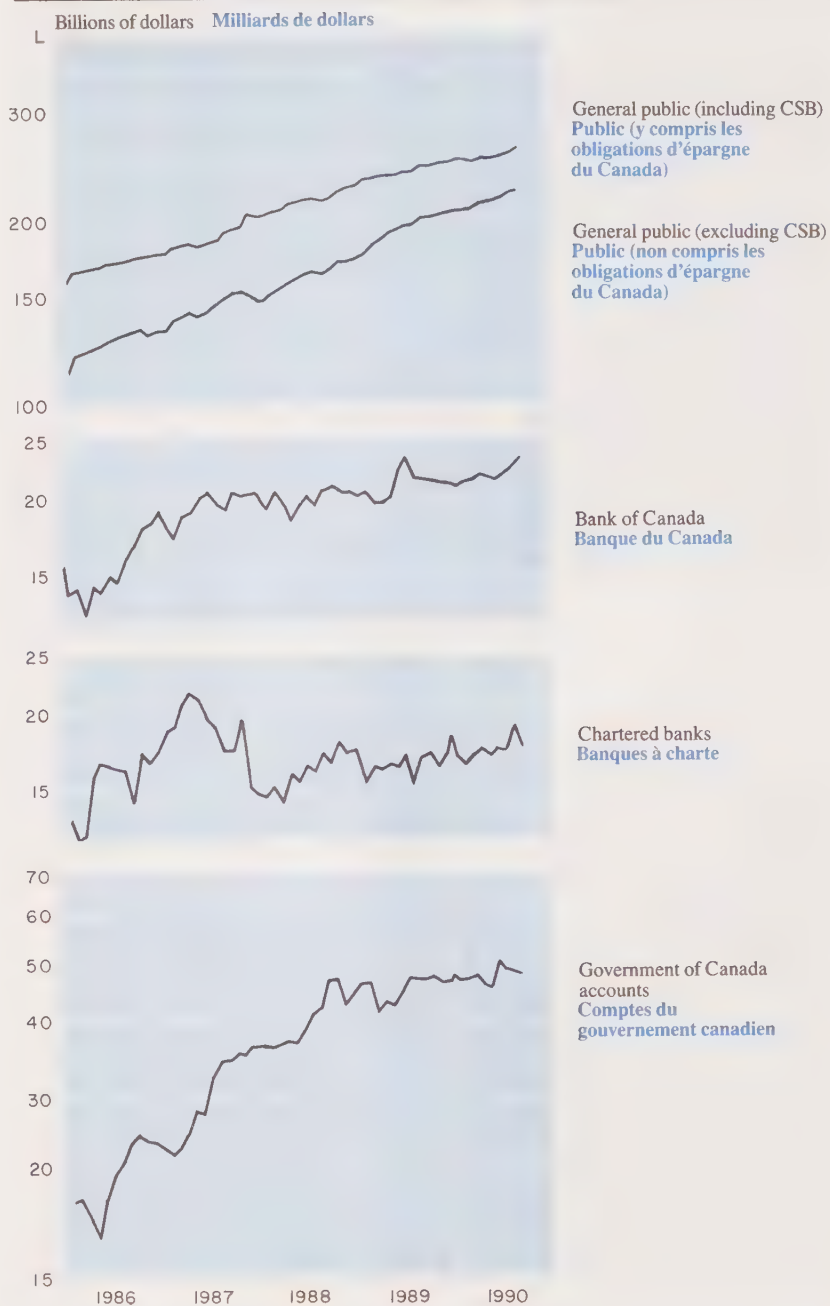 Billions of dollars Milliards de dollars
L
300
200
150
100
General public (including CSB)
Public (y compris les
obligations d'épargne
du Canada)
General public (excluding CSB)
Public (non compris les
obligations d'épargne
du Canada)
25
20
15
Bank of Canada
Banque du Canada
25
20
15
Chartered banks
Banques à charte
70
60
50
40
30
20
15
Government of Canada
accounts
Comptes du
gouvernement canadien
1986 1987 1988 1989 1990